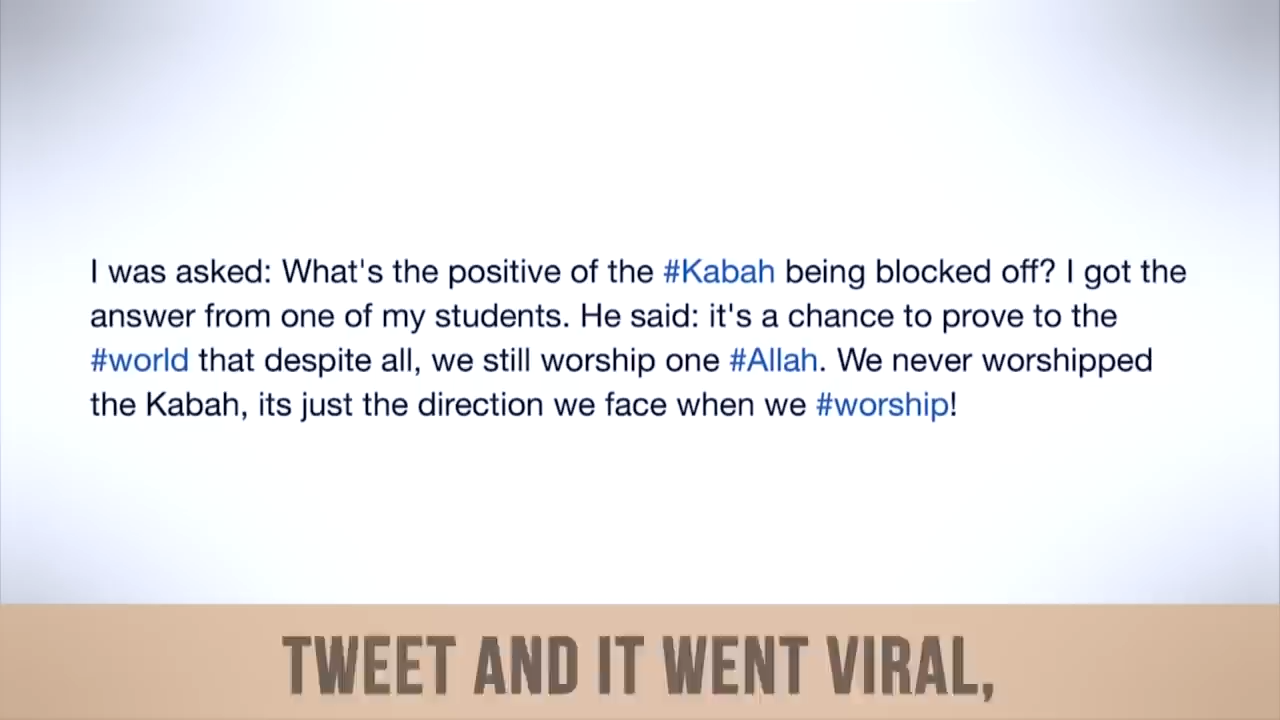 I was asked: What's the positive of the #Kabah being blocked off? I got the
answer from one of my students. He said: it's a chance to prove to the
#world that despite all, we still worship one #Allah. We never worshipped
the Kabah, its just the direction we face when we #worship!
TWEET AND IT WENT VIRAL,